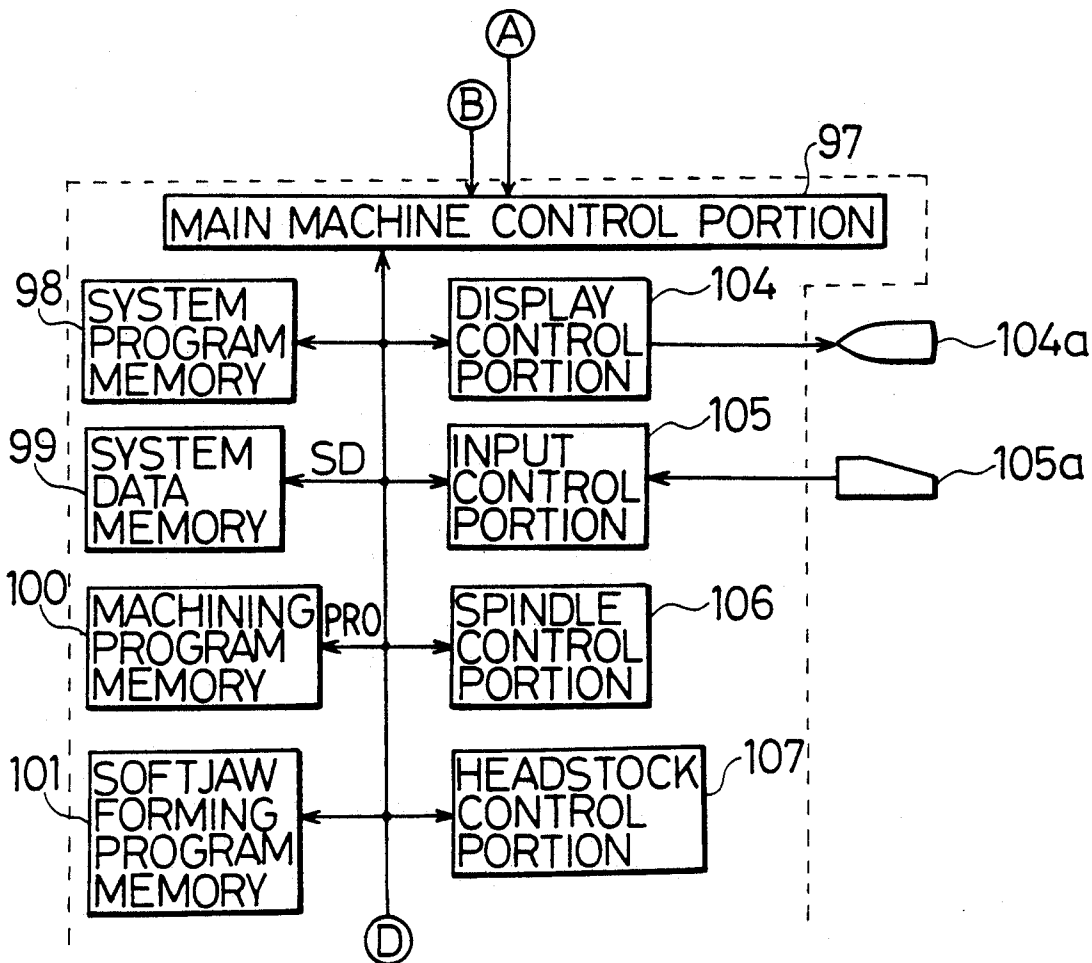 A
B
97
MAIN MACHINE CONTROL PORTION
98
SYSTEM
PROGRAM
MEMORY
DISPLAY
CONTROL
PORTION
104
104a
99
SYSTEM
DATA
MEMORY
SD
INPUT
CONTROL
PORTION
105
105a
100
MACHINING
PROGRAM
MEMORY
PRO
SPINDLE
CONTROL
PORTION
106
101
SOFTJAW
FORMING
PROGRAM
MEMORY
HEADSTOCK
CONTROL
PORTION
107
D